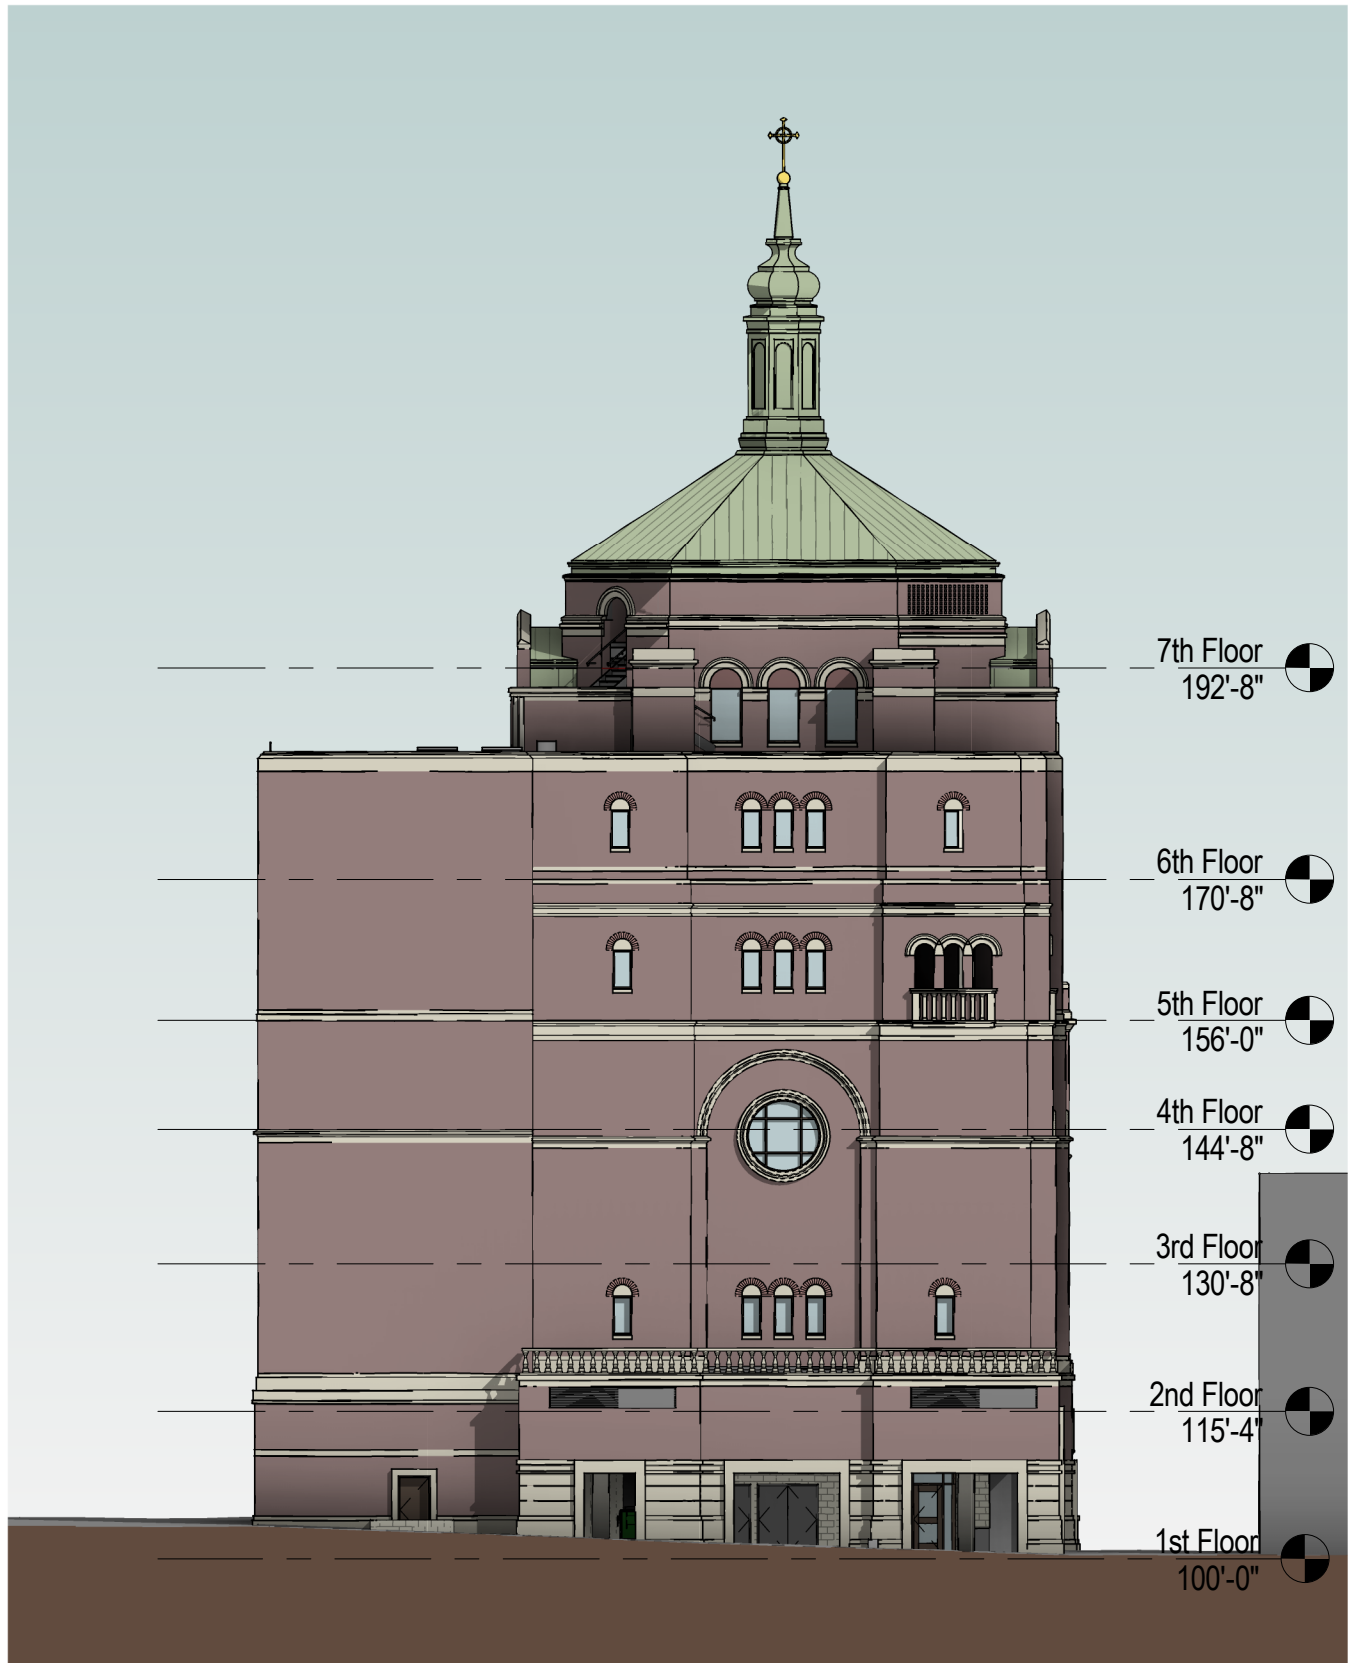 7th Floor
192'-8"
6th Floor
170'-8"
5th Floor
156'-0"
4th Floor
144'-8"
3rd Floor
130'-8"
2nd Floor
115'-4"
1st Floor
100'-0"